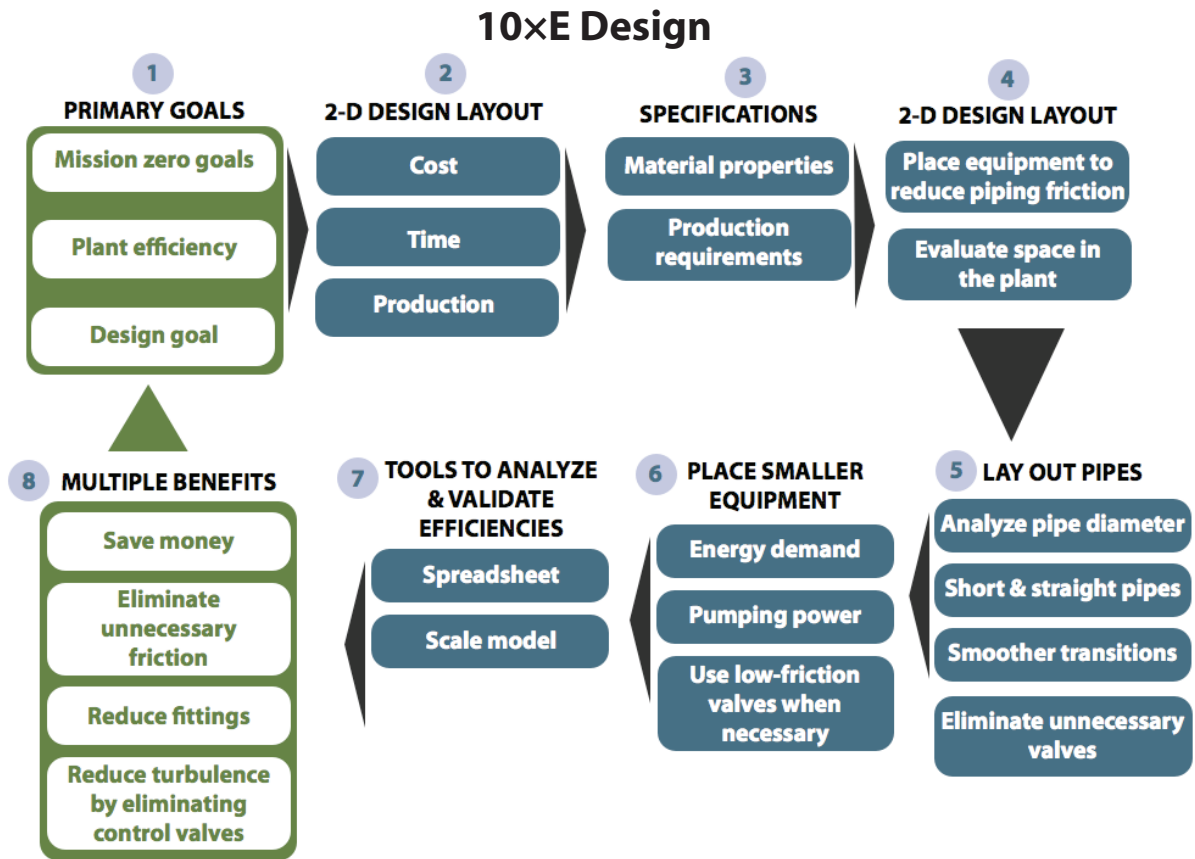 10×E Design
1
PRIMARY GOALS
Mission zero goals
Plant efficiency
Design goal
2
2-D DESIGN LAYOUT
Cost
Time
Production
3
SPECIFICATIONS
Material properties
Production
requirements
4
2-D DESIGN LAYOUT
Place equipment to
reduce piping friction
Evaluate space in
the plant
5
LAY OUT PIPES
Analyze pipe diameter
Short & straight pipes
Smoother transitions
Eliminate unnecessary
valves
6
PLACE SMALLER
EQUIPMENT
Energy demand
Pumping power
Use low-friction
valves when
necessary
7
TOOLS TO ANALYZE
& VALIDATE
EFFICIENCIES
Spreadsheet
Scale model
8
MULTIPLE BENEFITS
Save money
Eliminate
unnecessary
friction
Reduce fittings
Reduce turbulence
by eliminating
control valves